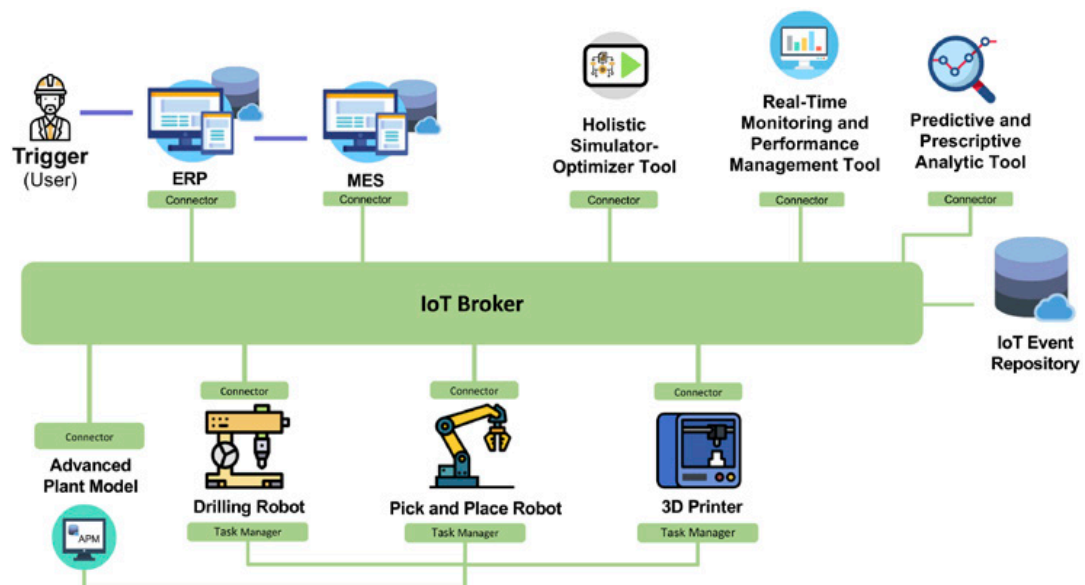 Trigger
(User)
ERP
Connector
MES
Connector
Holistic
Simulator-
Optimizer Tool
Connector
Real-Time
Monitoring and
Performance
Management Tool
Connector
Predictive and
Prescriptive
Analytic Tool
Connector
IoT Broker
IoT Event
Repository
Connector
Advanced
Plant Model
APM
Connector
Drilling Robot
Task Manager
Connector
Pick and Place Robot
Task Manager
Connector
3D Printer
Task Manager